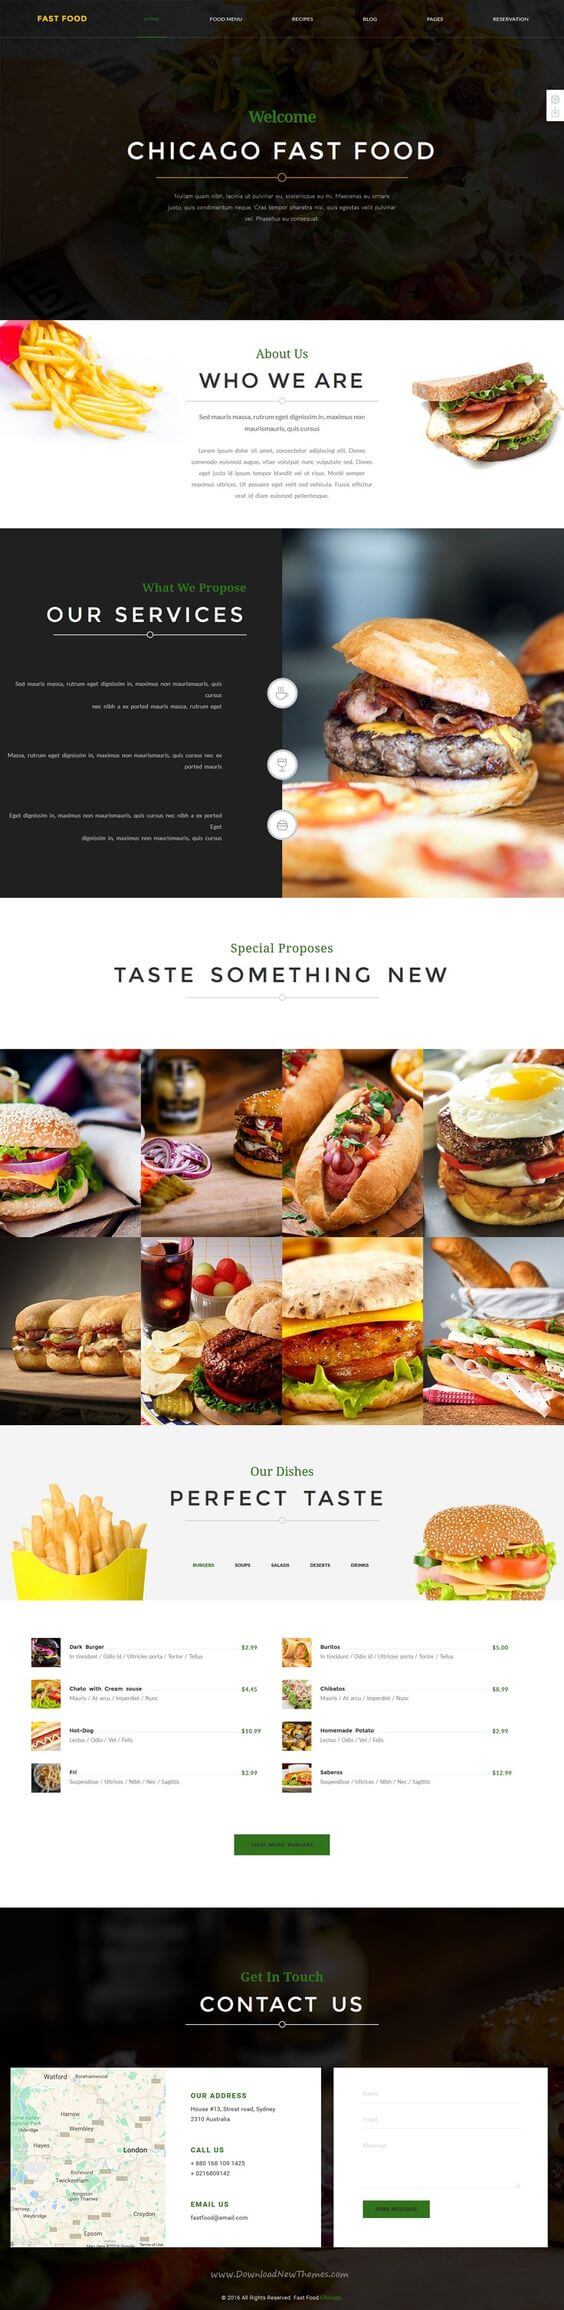 FAST FOOD
HOME FOOD MENU RECIPES BLOG PAGES RESERVATION
Welcome
CHICAGO FAST FOOD
Nullam quam nibh, lacinia ut pulvinar eu, scelerisque eu mi. Maecenas eu ornare
justo, quis condimentum neque. Cras tempor pharetra nisi, quis egestas velit pulvinar
vel. Phasellus eu consequat.
About Us
WHO WE ARE
Sed mauris massa, rutrum eget dignissim in, maximus non
maurismauris, quis cursus
Lorem ipsum dolor sit amet, consectetur adipiscing elit. Donec
commodo euismod augue, vitae volutpat nunc vulputate sed. Donec
eget justo id ipsum tempor blandit vel ut risus. Morbi semper
maximus ultrices. Ut posuere eget velit sed vehicula. Fusce efficitur
erat id diam euismod pellentesque.
What We Propose
OUR SERVICES
Sed mauris massa, rutrum eget dignissim in, maximus non maurismauris, quis
cursus
nec nibh a ex ported mauris massa, rutrum eget
Massa, rutrum eget dignissim in, maximus non maurismauris, quis cursus nec ex
ported mauris
Eget dignissim in, maximus non maurismauris, quis cursus nec nibh a ex ported
Eget
dignissim in, maximus non maurismauris, quis cursus
Special Proposes
TASTE SOMETHING NEW
Our Dishes
PERFECT TASTE
BURGERS SOUPS SALADS DESERTS DRINKS
Dark Burger $2.99
In tincidunt / Odio id / Ultricies porta / Tortor / Tellus
Chato with Cream souse $4.45
Mauris / At arcu / Imperdiet / Nunc
Hot-Dog $10.99
Lectus / Odio / Vel / Felis
Fri $3.99
Suspendisse / Ultrices / Nibh / Nec / Sagittis
Buritos $5.00
In tincidunt / Odio id / Ultricies porta / Tortor / Tellus
Chibatos $8.99
Mauris / At arcu / Imperdiet / Nunc
Homemade Potato $2.99
Lectus / Odio / Vel / Felis
Saberos $12.99
Suspendisse / Ultrices / Nibh / Nec / Sagittis
VIEW MORE BURGERS
Get In Touch
CONTACT US
Watford
Borehamwood
Harrow
Uxbridge
Wembley
Hayes
London
Richmond
Twickenham
Kingston
upon Thames
Croydon
Chertsey
Weybridge
Epsom
Terms of Use
OUR ADDRESS
House #13, Streat road, Sydney
2310 Australia
CALL US
+ 880 168 109 1425
+ 0216809142
EMAIL US
fastfood@email.com
Name
Email
Message
SEND MESSAGE
www.DownloadNewThemes.com
© 2016 All Rights Reserved. Fast Food Chicago.